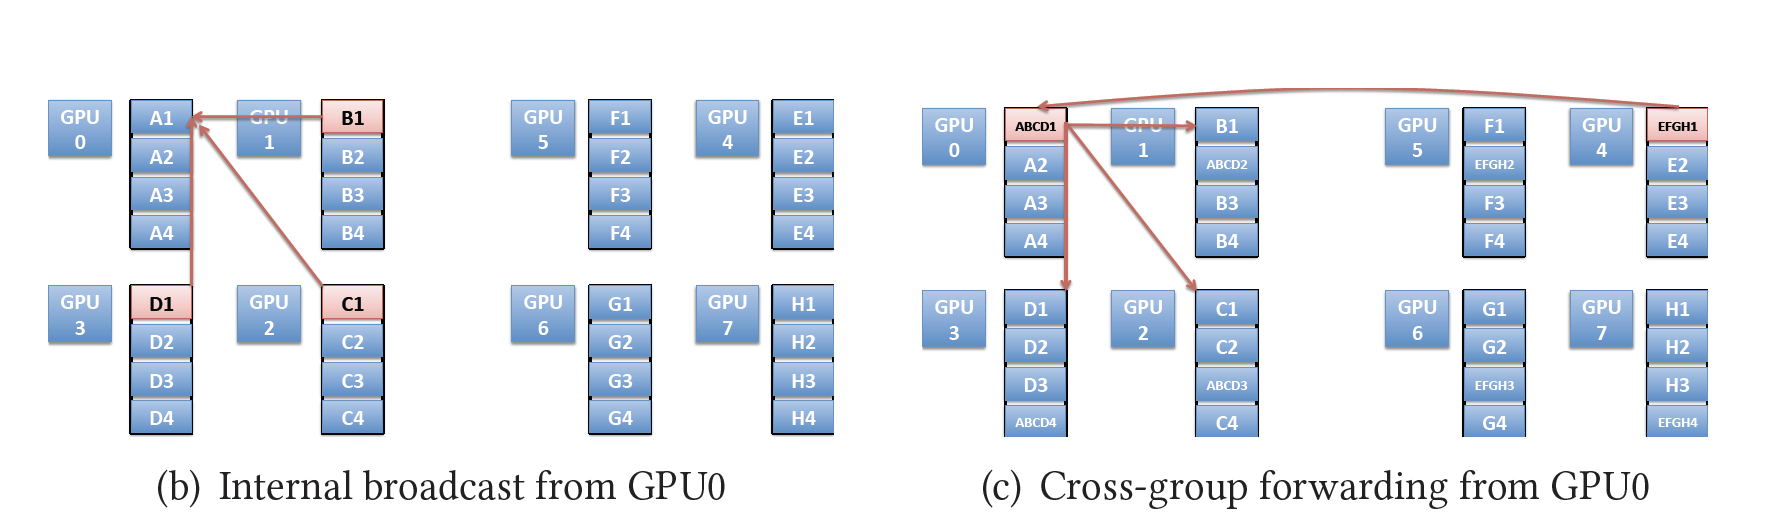 GPU 0
A1
A2
A3
A4
GPU 1
B1
B2
B3
B4
GPU 5
F1
F2
F3
F4
GPU 4
E1
E2
E3
E4
GPU 3
D1
D2
D3
D4
GPU 2
C1
C2
C3
C4
GPU 6
G1
G2
G3
G4
GPU 7
H1
H2
H3
H4
(b) Internal broadcast from GPU0
GPU 0
ABCD1
A2
A3
A4
GPU 1
B1
ABCD2
B3
B4
GPU 5
F1
EFGH2
F3
F4
GPU 4
EFGH1
E2
E3
E4
GPU 3
D1
D2
D3
ABCD4
GPU 2
C1
C2
ABCD3
C4
GPU 6
G1
G2
EFGH3
G4
GPU 7
H1
H2
H3
EFGH4
(c) Cross-group forwarding from GPU0